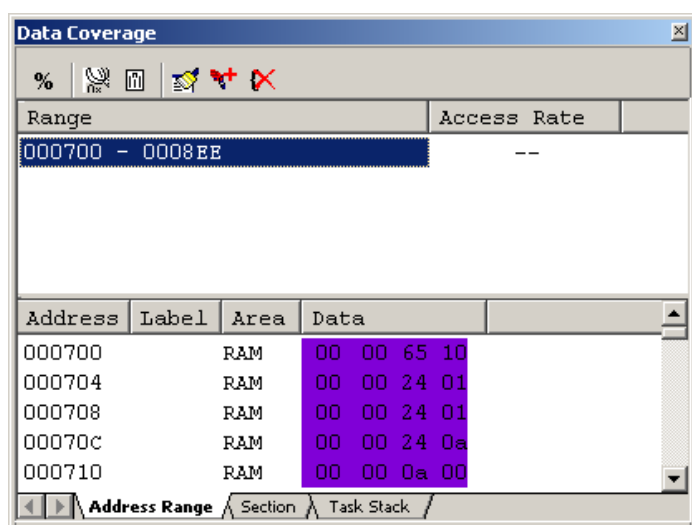 Data Coverage
%
Range Access Rate
000700 - 0008EE --
Address Label Area Data
000700 RAM 00 00 65 10
000704 RAM 00 00 24 01
000708 RAM 00 00 24 01
00070C RAM 00 00 24 0a
000710 RAM 00 00 0a 00
Address Range Section Task Stack